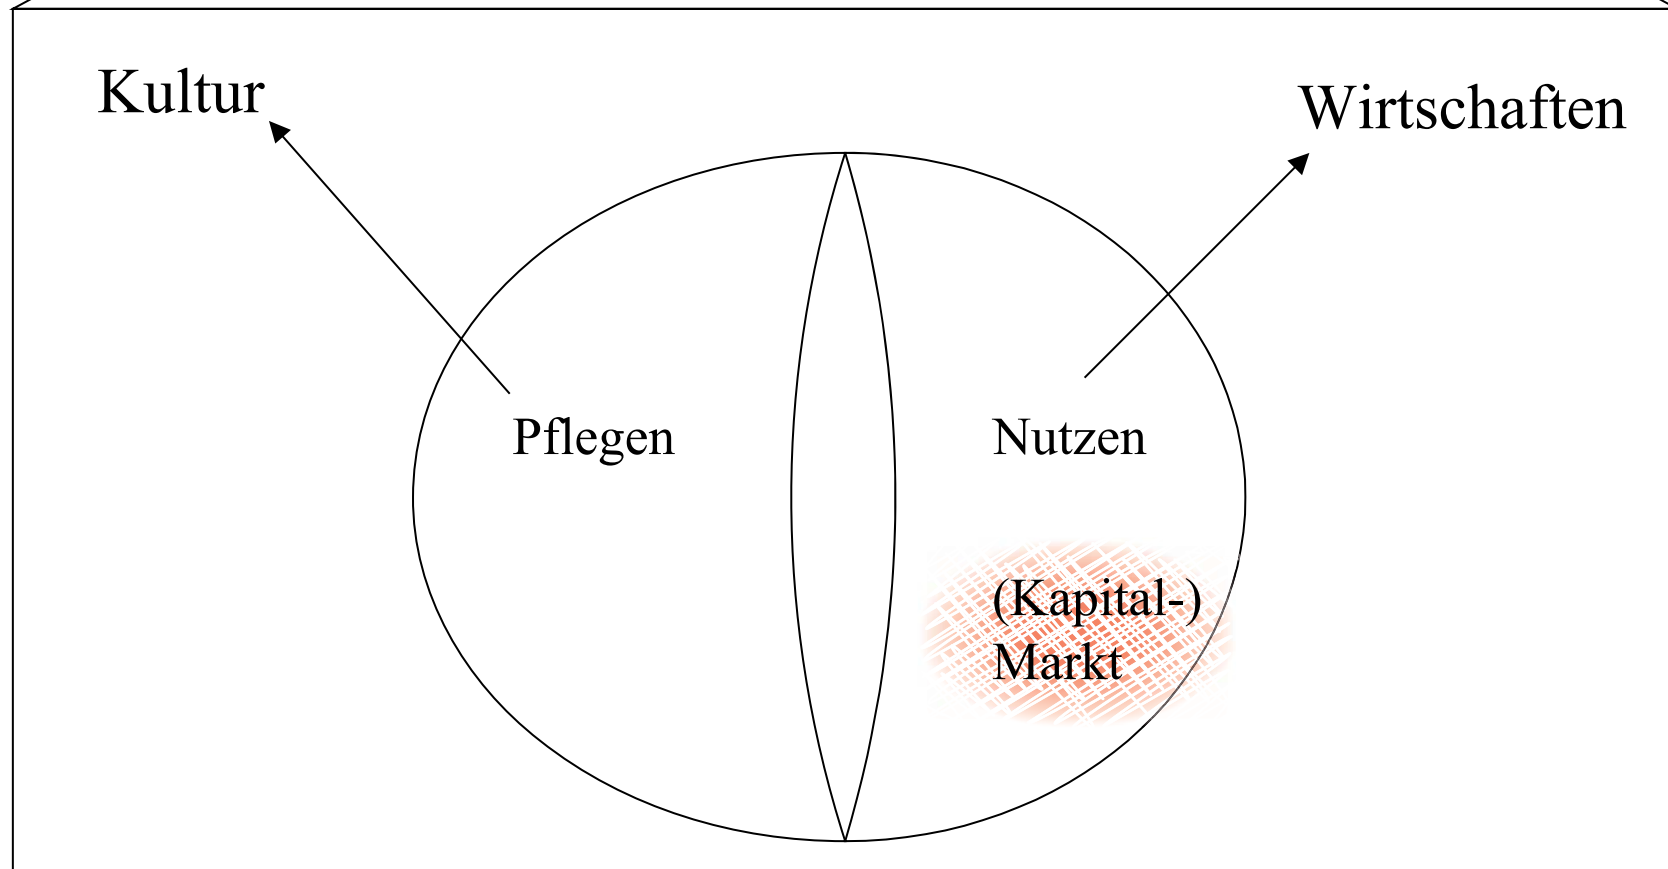 Kultur
Wirtschaften
Pflegen
Nutzen
(Kapital-)
Markt